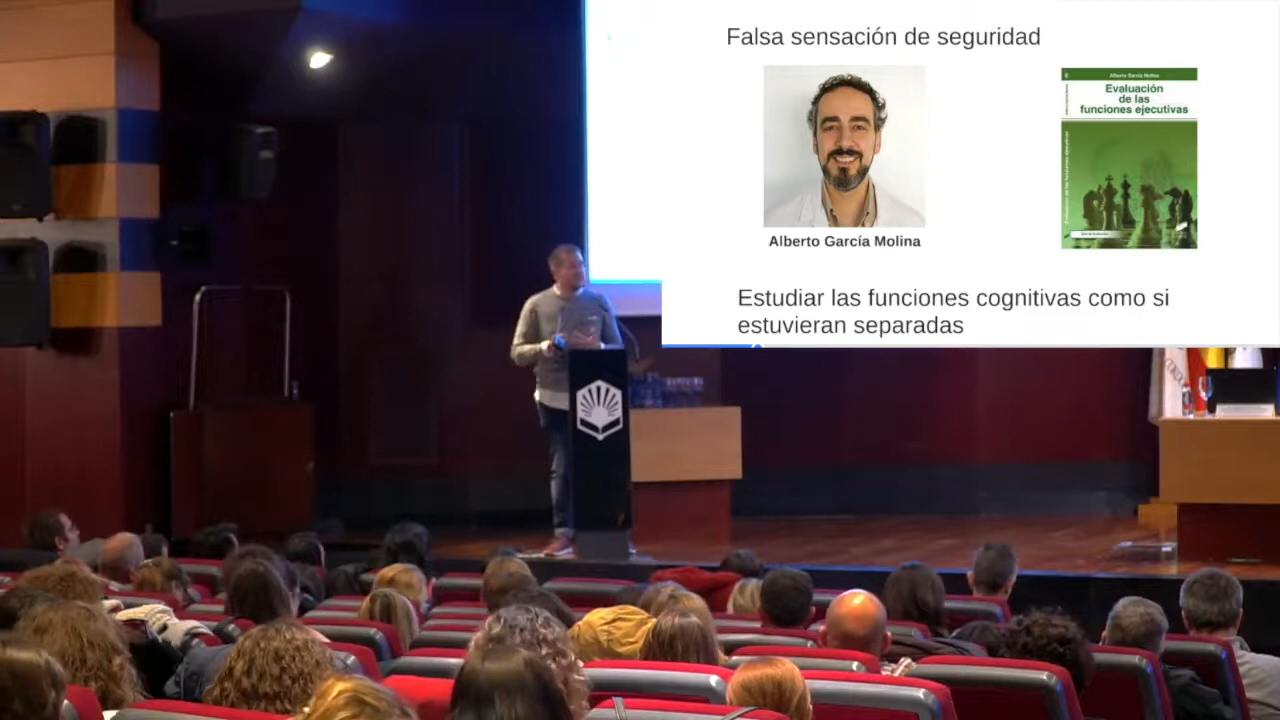 Falsa sensación de seguridad
Alberto García Molina
Evaluación
de las
funciones ejecutivas
Alberto García Molina
Estudiar las funciones cognitivas como si
estuvieran separadas